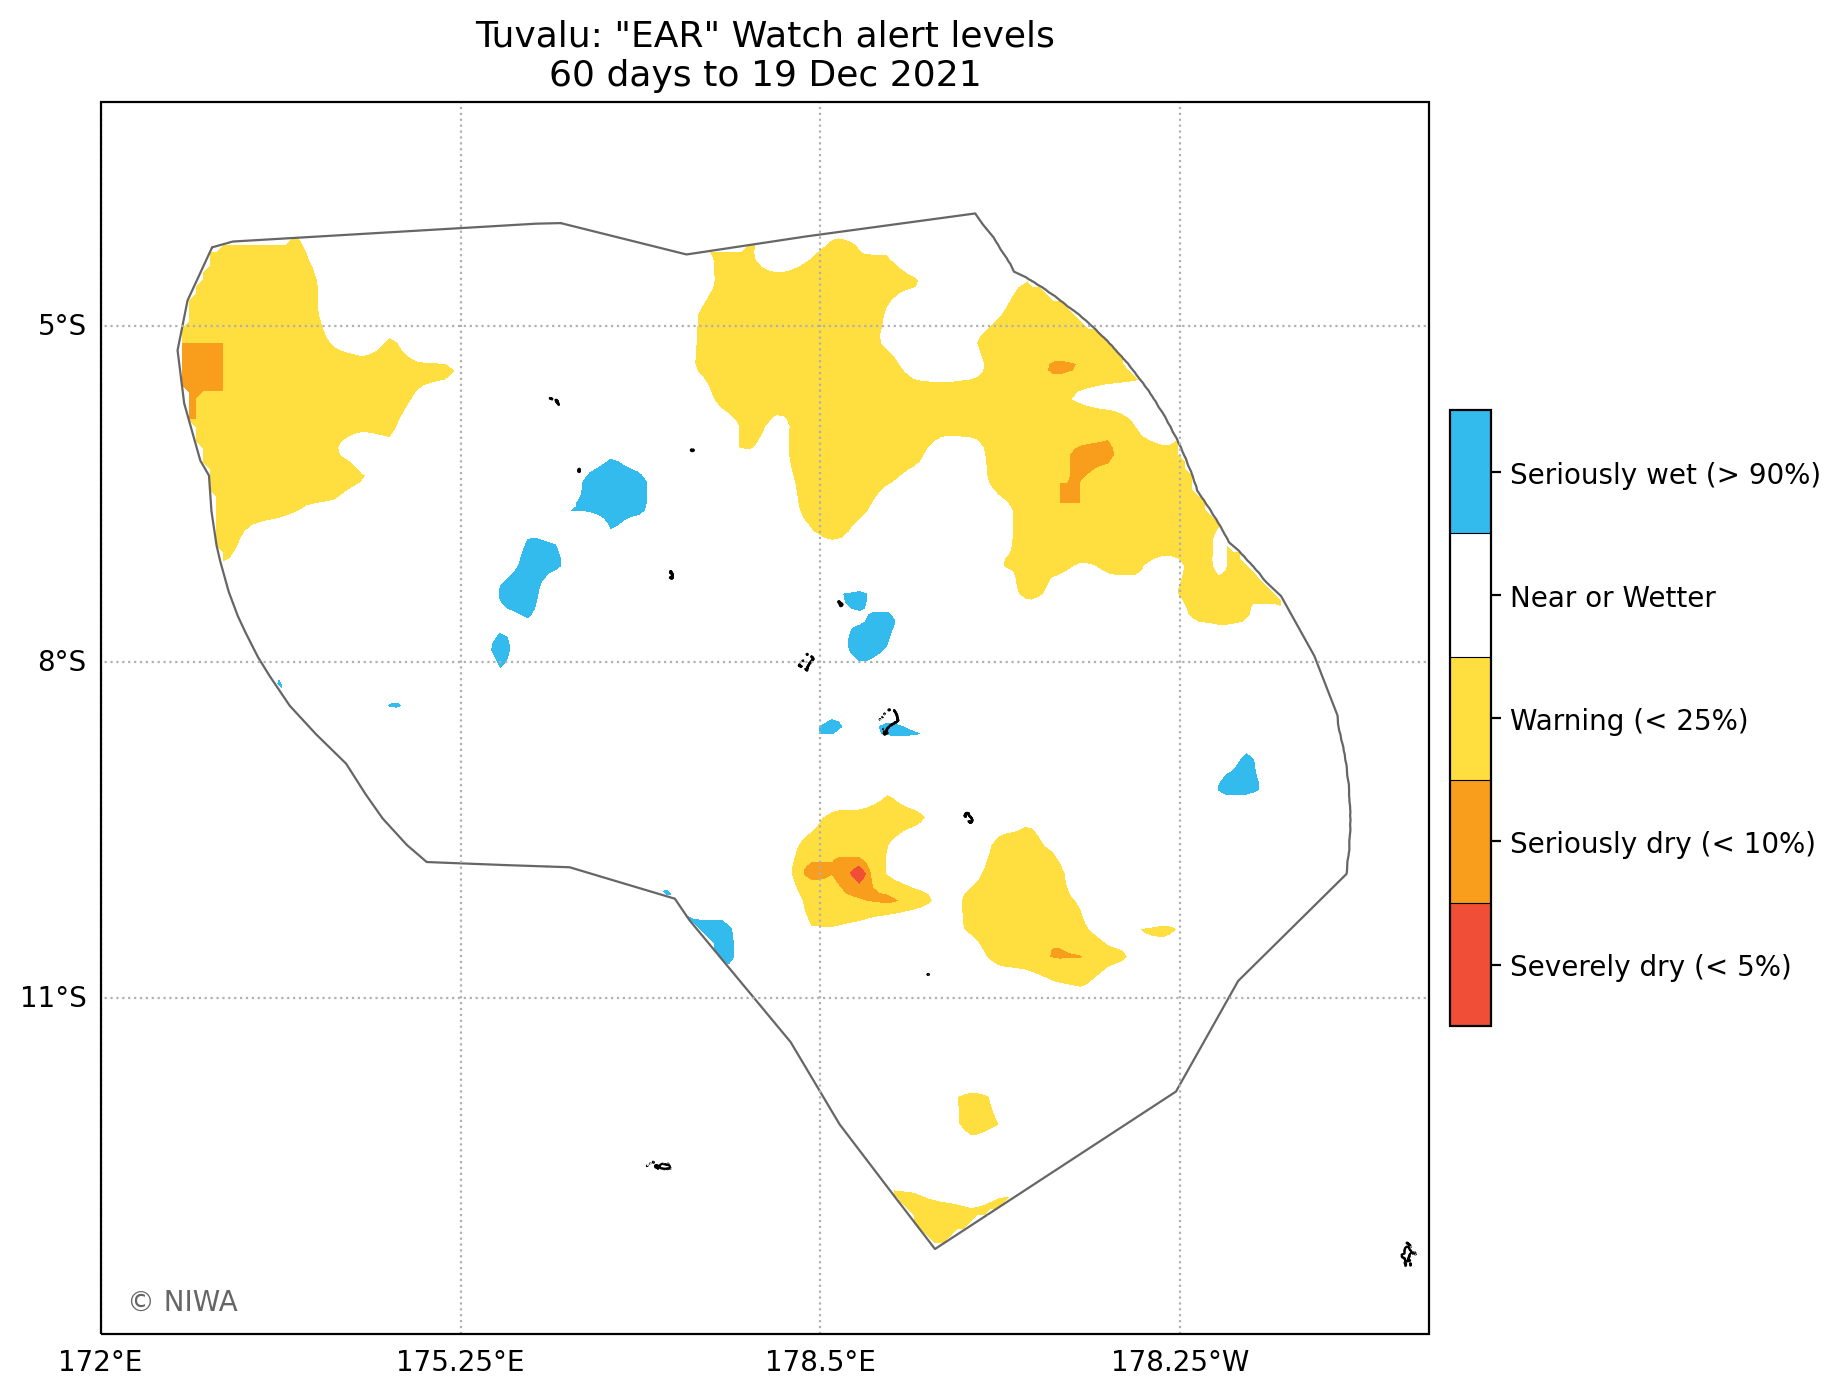 Tuvalu: "EAR" Watch alert levels
60 days to 19 Dec 2021
5°S
8°S
11°S
172°E
175.25°E
178.5°E
178.25°W
Seriously wet (> 90%)
Near or Wetter
Warning (< 25%)
Seriously dry (< 10%)
Severely dry (< 5%)
© NIWA